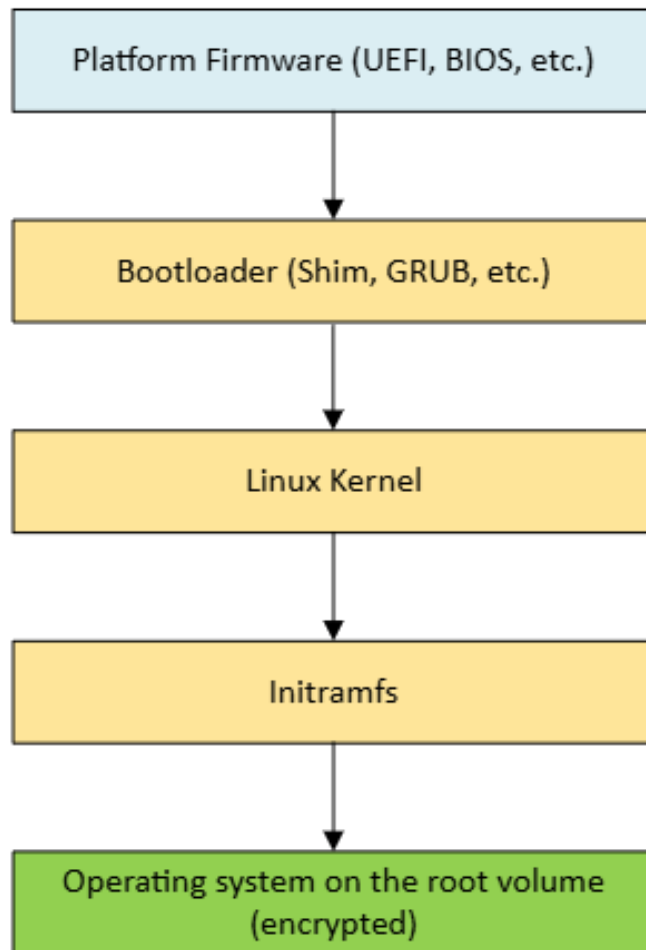 Platform Firmware (UEFI, BIOS, etc.)
Bootloader (Shim, GRUB, etc.)
Linux Kernel
Initramfs
Operating system on the root volume
(encrypted)